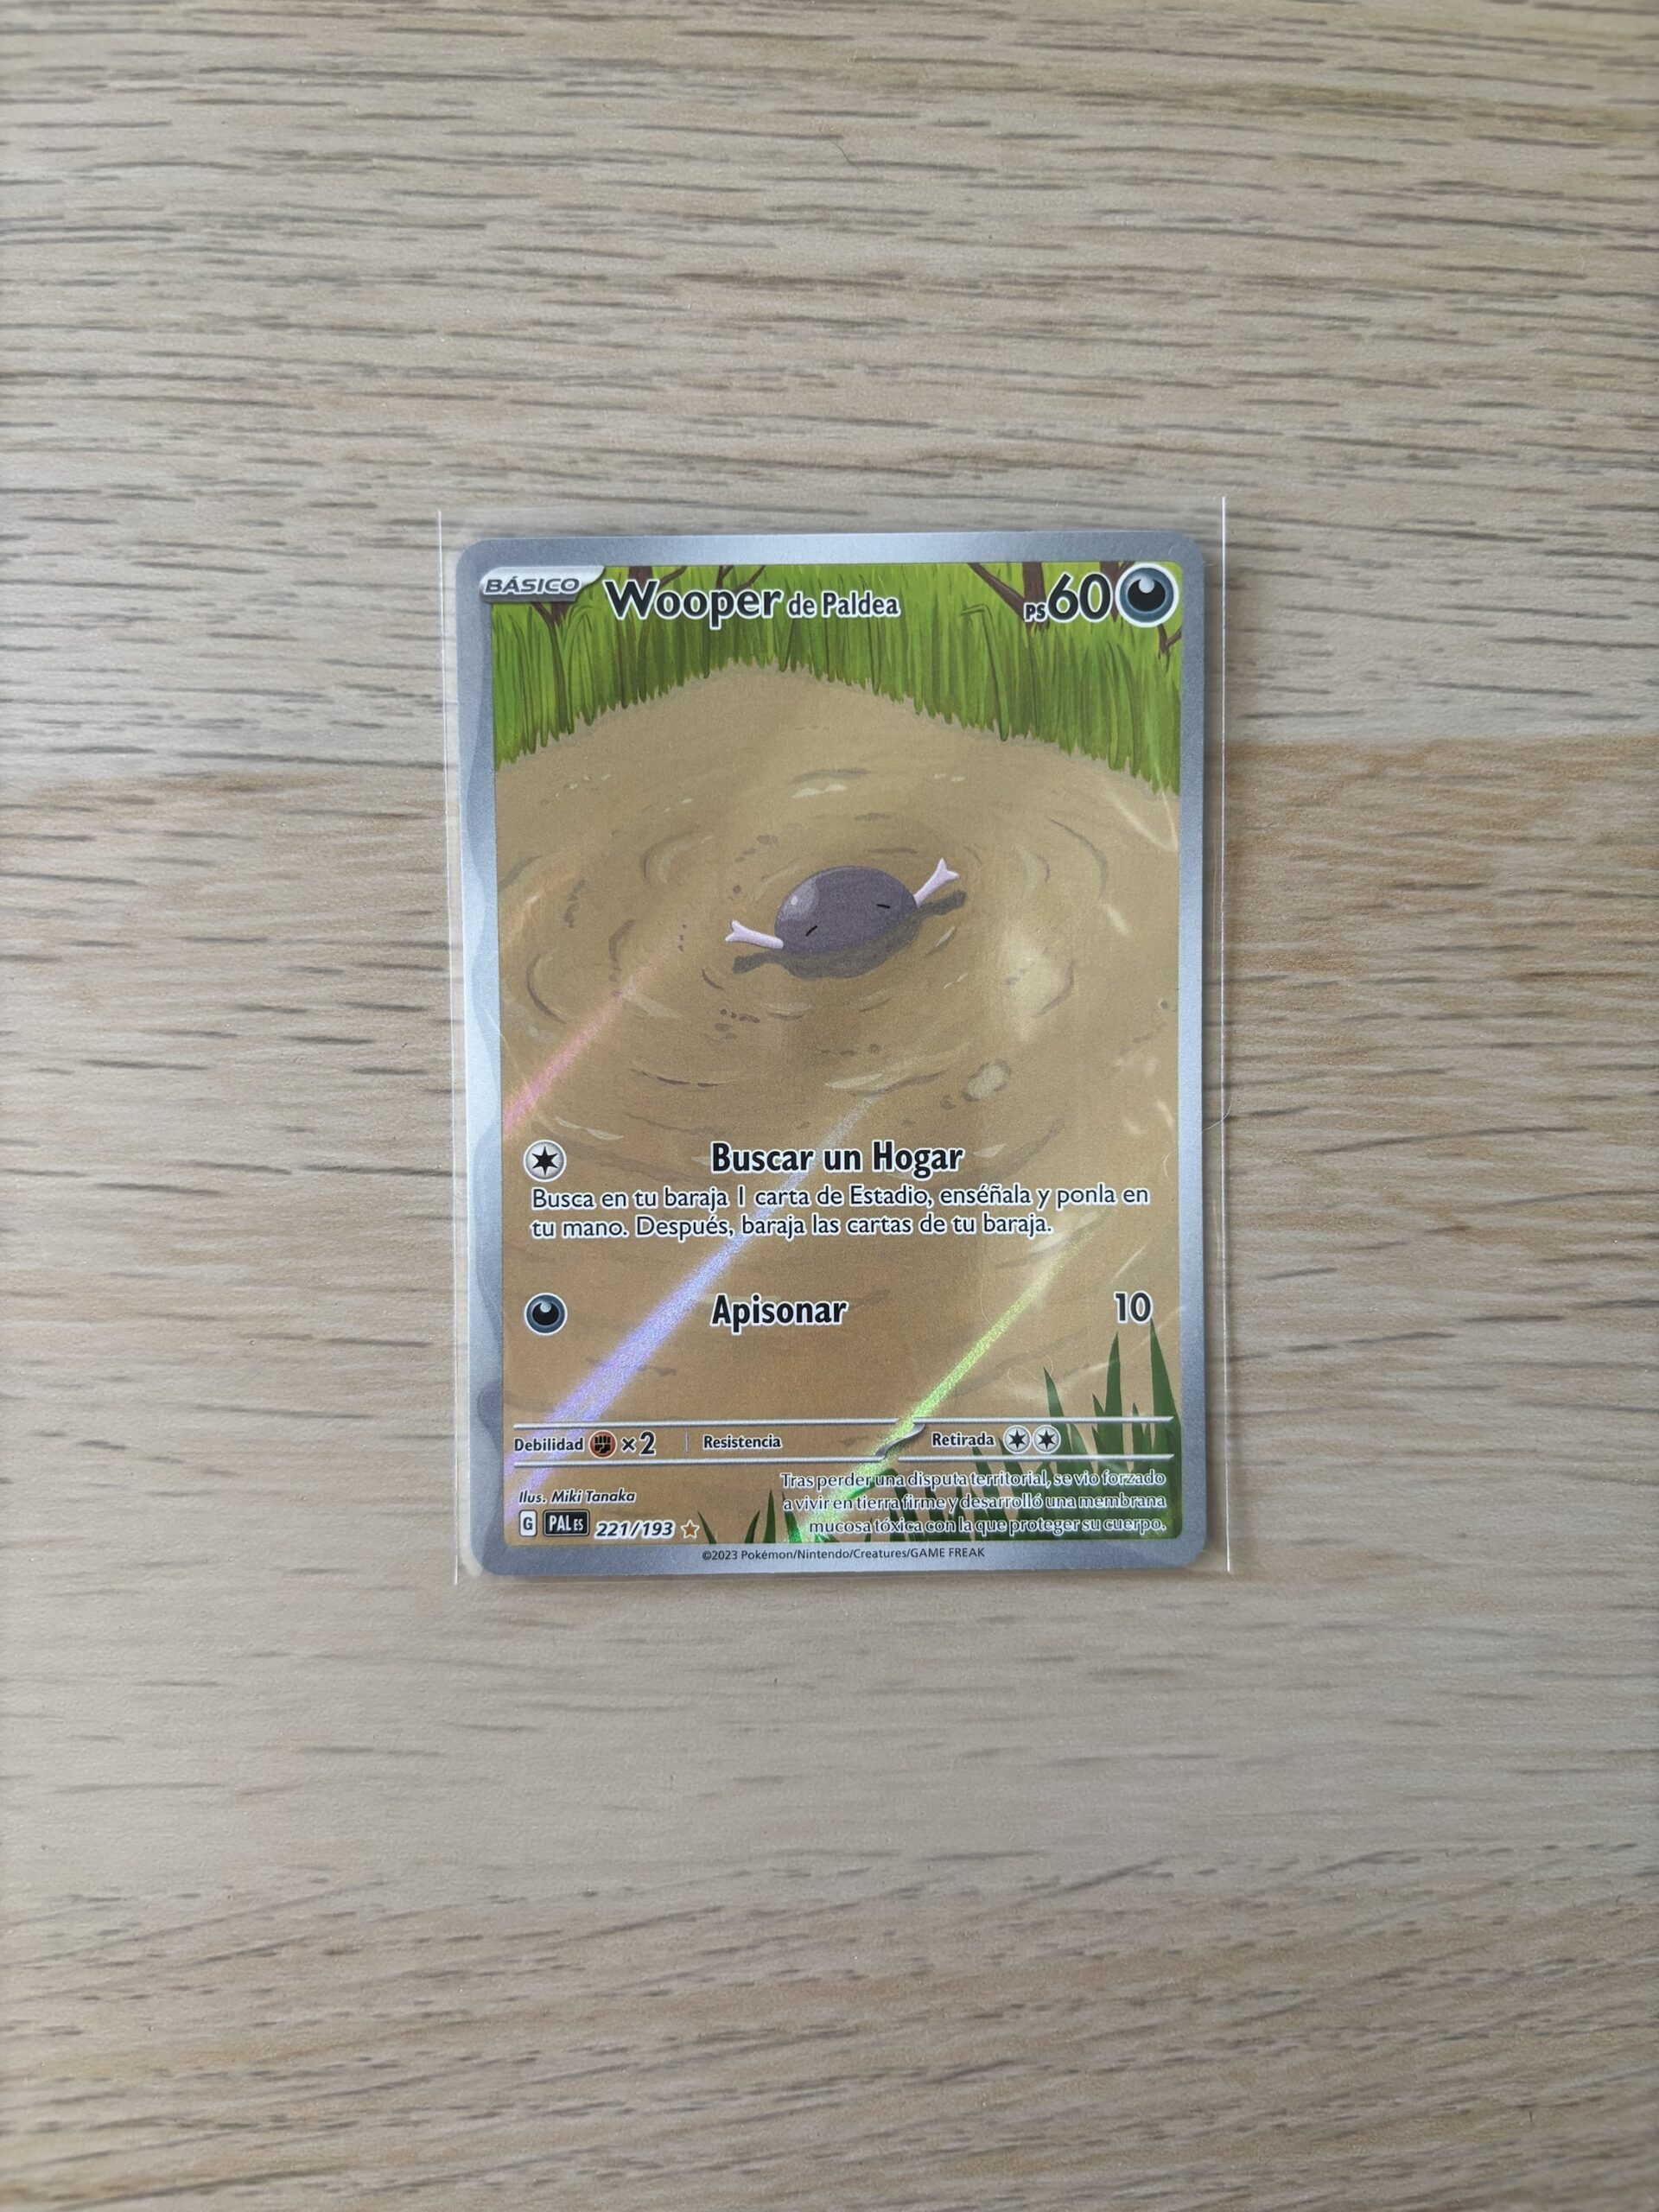 BÁSICO Wooper de Paldea PS 60
Buscar un Hogar
Busca en tu baraja 1 carta de Estadio, enséñala y ponla en
tu mano. Después, baraja las cartas de tu baraja.
Apisonar 10
Debilidad ×2 Resistencia Retirada
Tras perder una disputa territorial, se vio forzado
a vivir en tierra firme y desarrolló una membrana
mucosa tóxica con la que proteger su cuerpo.
Ilus. Miki Tanaka
G PAL ES 221/193
©2023 Pokémon/Nintendo/Creatures/GAME FREAK